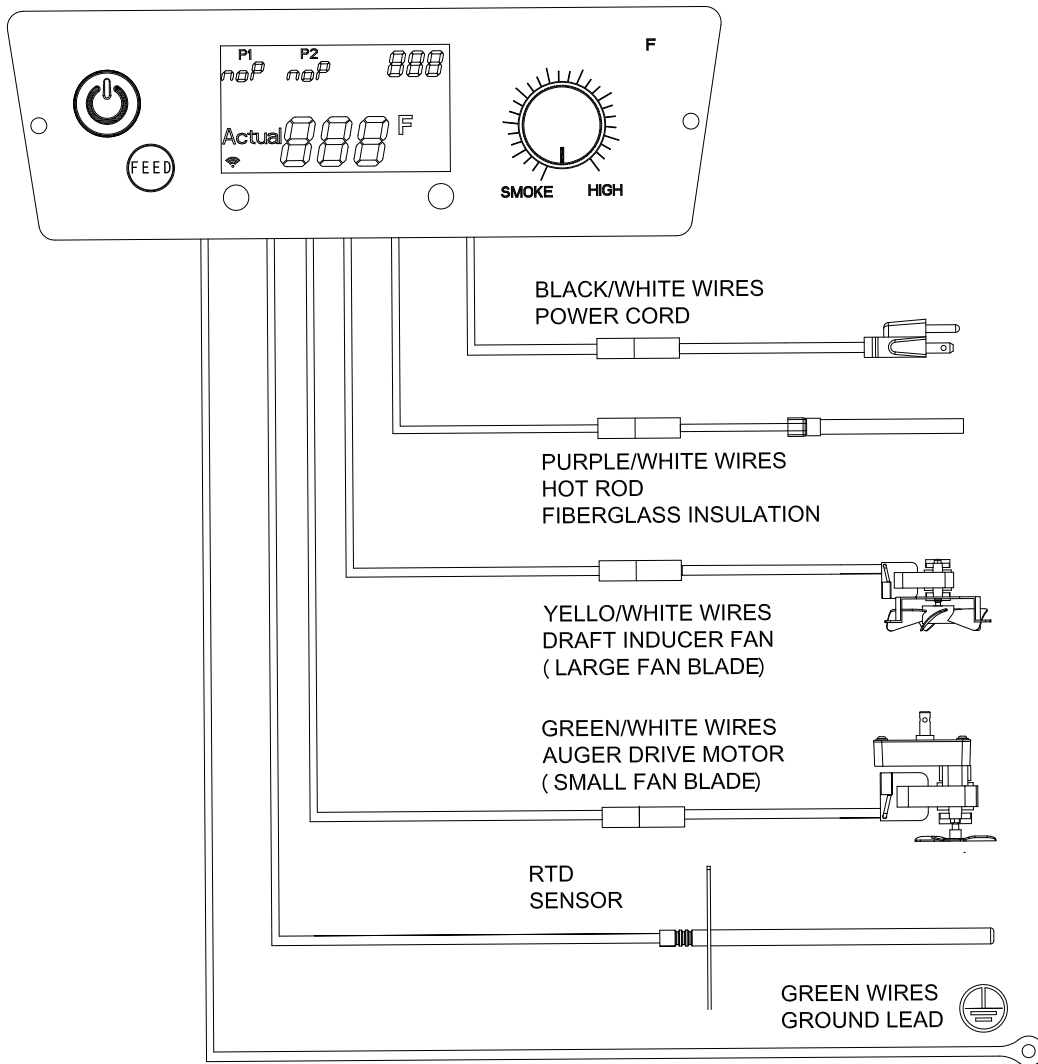 F
P1 P2
noP noP 888
Actual 888 F
FEED
SMOKE HIGH
BLACK/WHITE WIRES
POWER CORD
PURPLE/WHITE WIRES
HOT ROD
FIBERGLASS INSULATION
YELLO/WHITE WIRES
DRAFT INDUCER FAN
( LARGE FAN BLADE)
GREEN/WHITE WIRES
AUGER DRIVE MOTOR
( SMALL FAN BLADE)
RTD
SENSOR
GREEN WIRES
GROUND LEAD